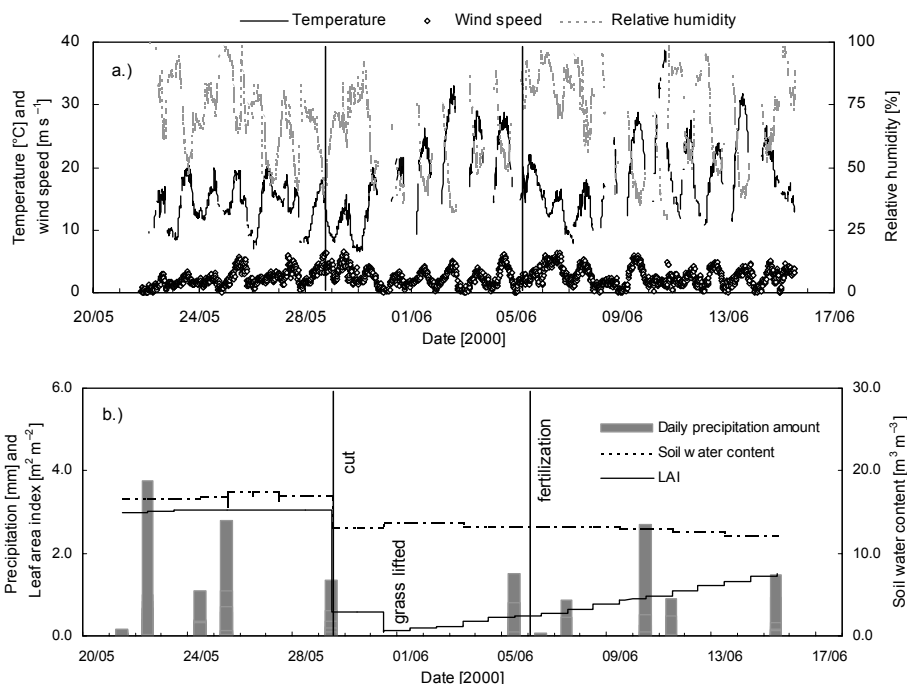 Temperature Wind speed Relative humidity
a.)
40
30
20
10
0
100
75
50
25
0
Temperature [°C] and
wind speed [m s⁻¹]
Relative humidity [%]
20/05 24/05 28/05 01/06 05/06 09/06 13/06 17/06
Date [2000]
b.)
6.0
4.0
2.0
0.0
30.0
20.0
10.0
0.0
Precipitation [mm] and
Leaf area index [m² m⁻²]
Soil water content [m³ m⁻³]
cut
grass lifted
fertilization
Daily precipitation amount
Soil water content
LAI
20/05 24/05 28/05 01/06 05/06 09/06 13/06 17/06
Date [2000]